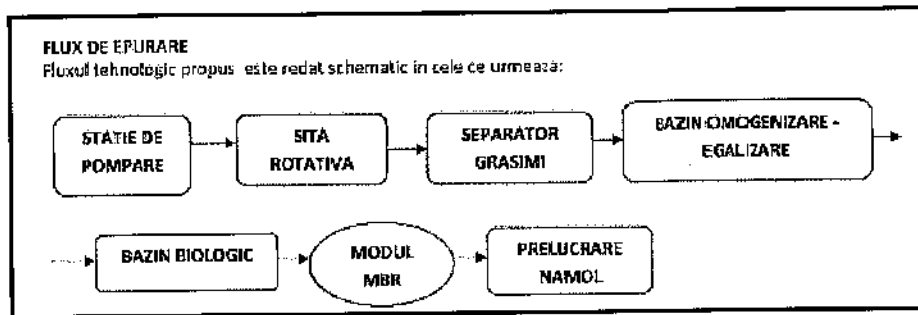 FLUX DE EPURARE
Fluxul tehnologic propus este redat schematic in cele ce urmează:
STATIE DE
POMPARE
SITA
ROTATIVA
SEPARATOR
GRASIMI
BAZIN OMOGENIZARE -
EGALIZARE
BAZIN BIOLOGIC
MODUL
MBR
PRELUCRARE
NAMOL